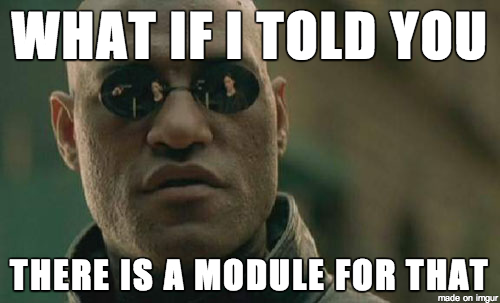 WHAT IF I TOLD YOU
THERE IS A MODULE FOR THAT
made on imgur